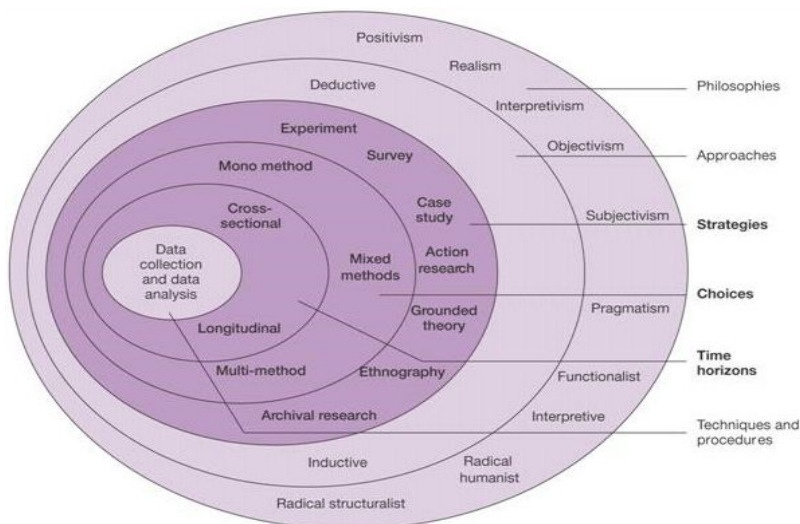 Positivism
Realism
Philosophies
Deductive
Interpretivism
Experiment
Objectivism
Survey
Approaches
Mono method
Cross-
sectional
Case
study
Subjectivism
Strategies
Data
collection
and data
analysis
Mixed
methods
Action
research
Choices
Grounded
theory
Pragmatism
Longitudinal
Multi-method
Ethnography
Time
horizons
Functionalist
Archival research
Interpretive
Techniques and
procedures
Inductive
Radical
humanist
Radical structuralist